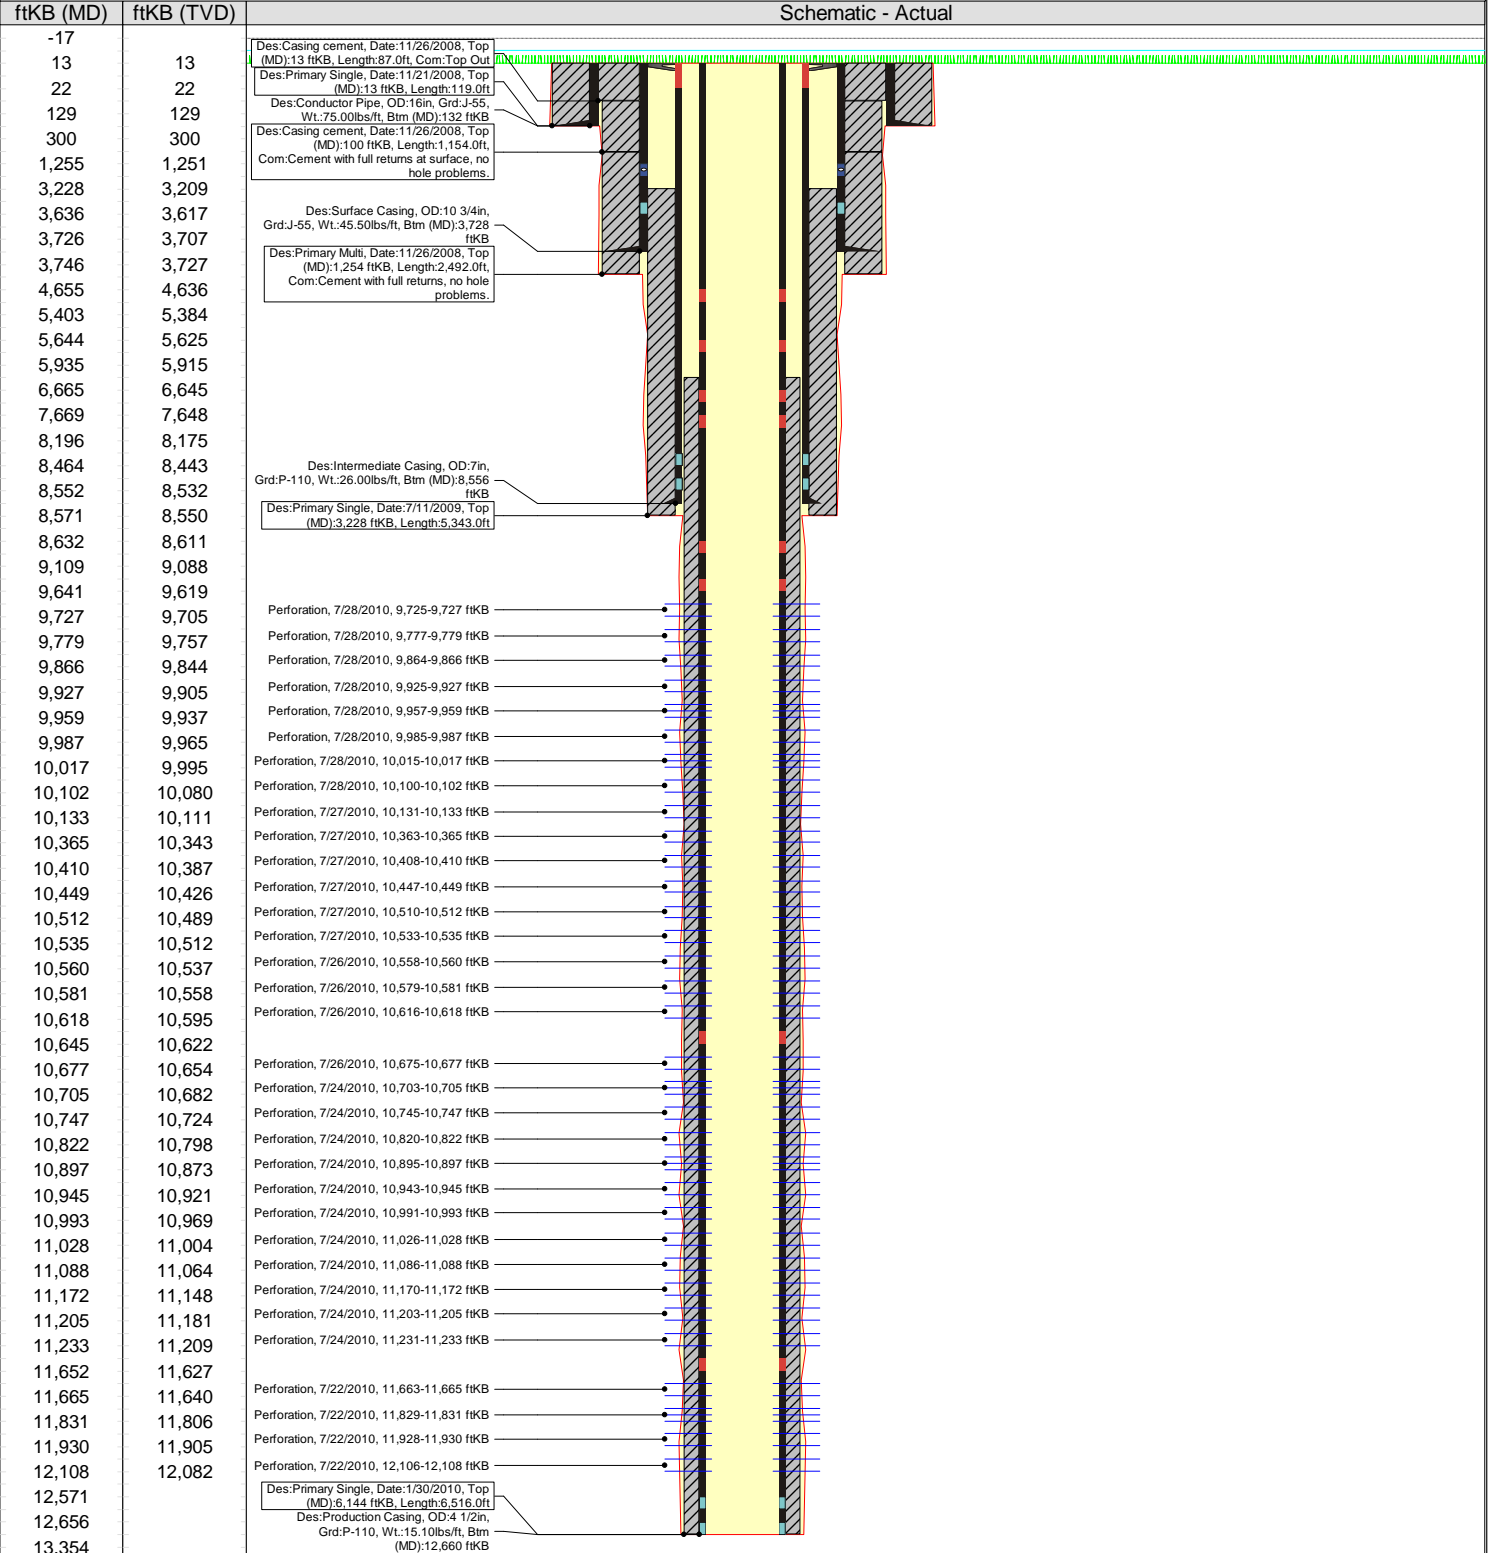 ftKB (MD) ftKB (TVD) Schematic - Actual
-17
13 13
22 22
129 129
300 300
1,255 1,251
3,228 3,209
3,636 3,617
3,726 3,707
3,746 3,727
4,655 4,636
5,403 5,384
5,644 5,625
5,935 5,915
6,665 6,645
7,669 7,648
8,196 8,175
8,464 8,443
8,552 8,532
8,571 8,550
8,632 8,611
9,109 9,088
9,641 9,619
9,727 9,705
9,779 9,757
9,866 9,844
9,927 9,905
9,959 9,937
9,987 9,965
10,017 9,995
10,102 10,080
10,133 10,111
10,365 10,343
10,410 10,387
10,449 10,426
10,512 10,489
10,535 10,512
10,560 10,537
10,581 10,558
10,618 10,595
10,645 10,622
10,677 10,654
10,705 10,682
10,747 10,724
10,822 10,798
10,897 10,873
10,945 10,921
10,993 10,969
11,028 11,004
11,088 11,064
11,172 11,148
11,205 11,181
11,233 11,209
11,652 11,627
11,665 11,640
11,831 11,806
11,930 11,905
12,108 12,082
12,571
12,656
13,354
Des:Casing cement, Date:11/26/2008, Top
(MD):13 ftKB, Length:87.0ft, Com:Top Out
Des:Primary Single, Date:11/21/2008, Top
(MD):13 ftKB, Length:119.0ft
Des:Conductor Pipe, OD:16in, Grd:J-55,
Wt.:75.00lbs/ft, Btm (MD):132 ftKB
Des:Casing cement, Date:11/26/2008, Top
(MD):100 ftKB, Length:1,154.0ft,
Com:Cement with full returns at surface, no
hole problems.
Des:Surface Casing, OD:10 3/4in,
Grd:J-55, Wt.:45.50lbs/ft, Btm (MD):3,728
ftKB
Des:Primary Multi, Date:11/26/2008, Top
(MD):1,254 ftKB, Length:2,492.0ft,
Com:Cement with full returns, no hole
problems.
Des:Intermediate Casing, OD:7in,
Grd:P-110, Wt.:26.00lbs/ft, Btm (MD):8,556
ftKB
Des:Primary Single, Date:7/11/2009, Top
(MD):3,228 ftKB, Length:5,343.0ft
Perforation, 7/28/2010, 9,725-9,727 ftKB
Perforation, 7/28/2010, 9,777-9,779 ftKB
Perforation, 7/28/2010, 9,864-9,866 ftKB
Perforation, 7/28/2010, 9,925-9,927 ftKB
Perforation, 7/28/2010, 9,957-9,959 ftKB
Perforation, 7/28/2010, 9,985-9,987 ftKB
Perforation, 7/28/2010, 10,015-10,017 ftKB
Perforation, 7/28/2010, 10,100-10,102 ftKB
Perforation, 7/27/2010, 10,131-10,133 ftKB
Perforation, 7/27/2010, 10,363-10,365 ftKB
Perforation, 7/27/2010, 10,408-10,410 ftKB
Perforation, 7/27/2010, 10,447-10,449 ftKB
Perforation, 7/27/2010, 10,510-10,512 ftKB
Perforation, 7/27/2010, 10,533-10,535 ftKB
Perforation, 7/26/2010, 10,558-10,560 ftKB
Perforation, 7/26/2010, 10,579-10,581 ftKB
Perforation, 7/26/2010, 10,616-10,618 ftKB
Perforation, 7/26/2010, 10,675-10,677 ftKB
Perforation, 7/24/2010, 10,703-10,705 ftKB
Perforation, 7/24/2010, 10,745-10,747 ftKB
Perforation, 7/24/2010, 10,820-10,822 ftKB
Perforation, 7/24/2010, 10,895-10,897 ftKB
Perforation, 7/24/2010, 10,943-10,945 ftKB
Perforation, 7/24/2010, 10,991-10,993 ftKB
Perforation, 7/24/2010, 11,026-11,028 ftKB
Perforation, 7/24/2010, 11,086-11,088 ftKB
Perforation, 7/24/2010, 11,170-11,172 ftKB
Perforation, 7/24/2010, 11,203-11,205 ftKB
Perforation, 7/24/2010, 11,231-11,233 ftKB
Perforation, 7/22/2010, 11,663-11,665 ftKB
Perforation, 7/22/2010, 11,829-11,831 ftKB
Perforation, 7/22/2010, 11,928-11,930 ftKB
Perforation, 7/22/2010, 12,106-12,108 ftKB
Des:Primary Single, Date:1/30/2010, Top
(MD):6,144 ftKB, Length:6,516.0ft
Des:Production Casing, OD:4 1/2in,
Grd:P-110, Wt.:15.10lbs/ft, Btm
(MD):12,660 ftKB